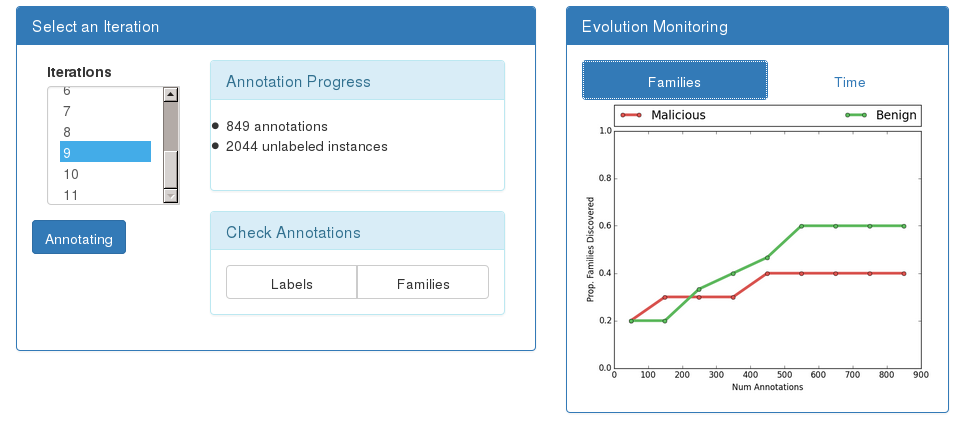 Select an Iteration
Iterations
6
7
8
9
10
11
Annotating
Annotation Progress
849 annotations
2044 unlabeled instances
Check Annotations
Labels
Families
Evolution Monitoring
Families
Time
Malicious
Benign
1.0
0.8
0.6
0.4
0.2
0.0
Prop. Families Discovered
0 100 200 300 400 500 600 700 800 900
Num Annotations